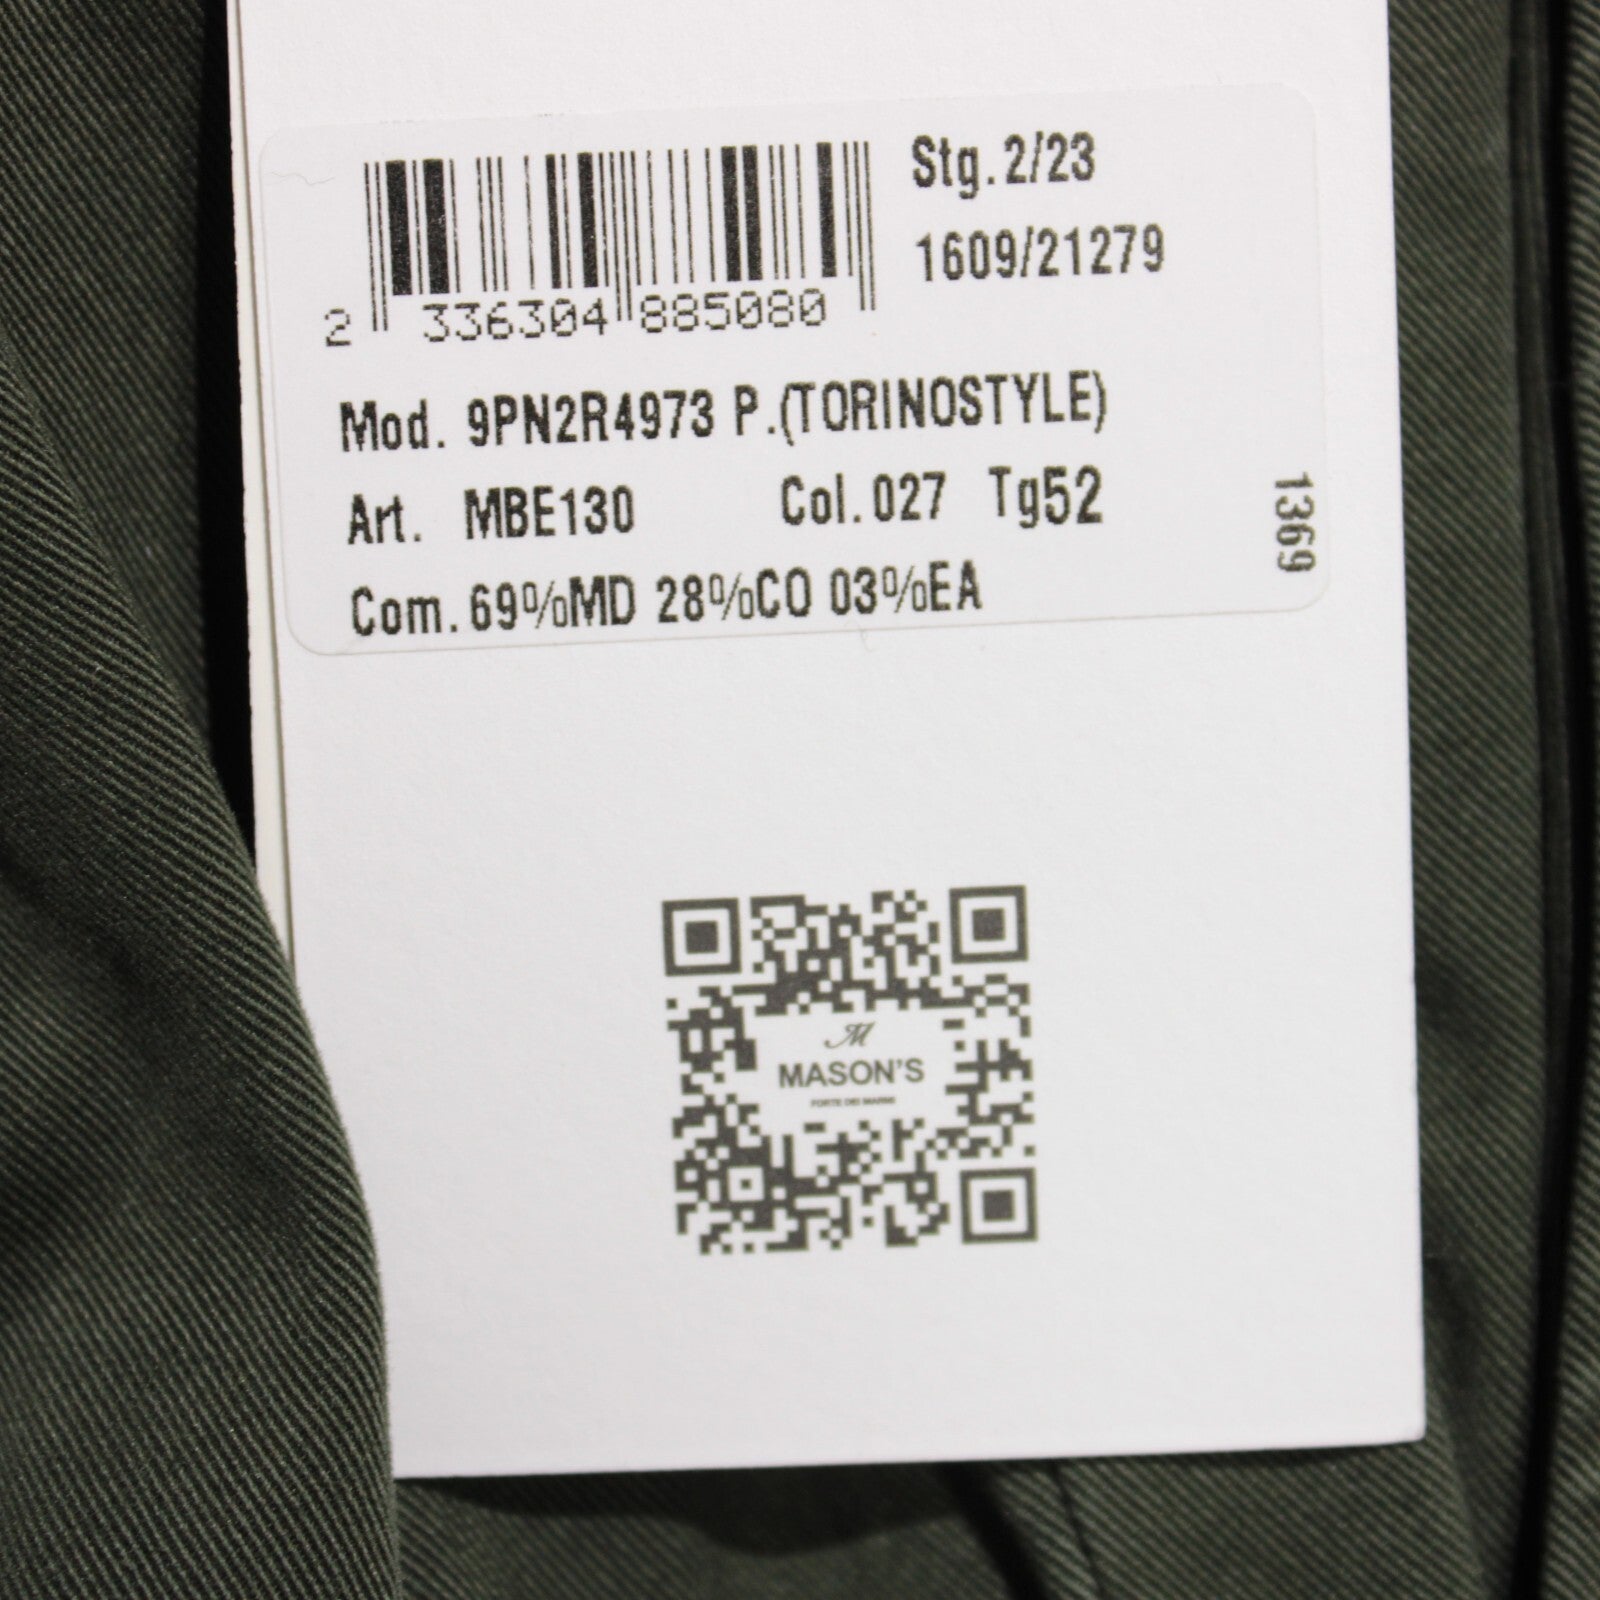 Stg.2/23
1609/21279
2 336304 885080
Mod. 9PN2R4973 P.(TORINOSTYLE)
Art. MBE130 Col.027 Tg52
Com.69%MD 28%CO 03%EA
1369
M
MASON'S
FORTE DEI MARMI